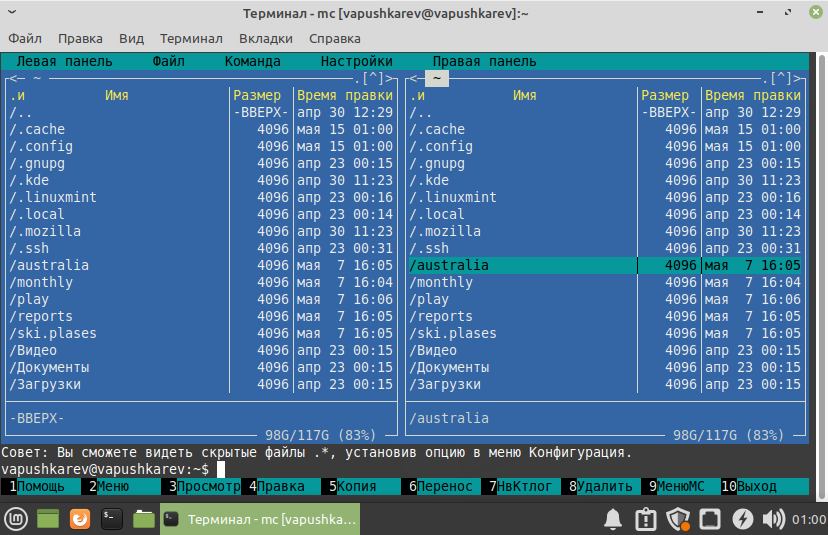 Терминал - mc [vapushkarev@vapushkarev]:~
Файл Правка Вид Терминал Вкладки Справка
Левая панель Файл Команда Настройки Правая панель
<— ~ .[^]> <— ~ .[^]>
.и Имя Размер Время правки .и Имя Размер Время правки
/.. -ВВЕРХ- апр 30 12:29 /.. -ВВЕРХ- апр 30 12:29
/.cache 4096 мая 15 01:00 /.cache 4096 мая 15 01:00
/.config 4096 мая 15 01:00 /.config 4096 мая 15 01:00
/.gnupg 4096 апр 23 00:15 /.gnupg 4096 апр 23 00:15
/.kde 4096 апр 30 11:23 /.kde 4096 апр 30 11:23
/.linuxmint 4096 апр 23 00:16 /.linuxmint 4096 апр 23 00:16
/.local 4096 апр 23 00:14 /.local 4096 апр 23 00:14
/.mozilla 4096 апр 30 11:23 /.mozilla 4096 апр 30 11:23
/.ssh 4096 апр 23 00:31 /.ssh 4096 апр 23 00:31
/australia 4096 мая 7 16:05 /australia 4096 мая 7 16:05
/monthly 4096 мая 7 16:04 /monthly 4096 мая 7 16:04
/play 4096 мая 7 16:06 /play 4096 мая 7 16:06
/reports 4096 мая 7 16:05 /reports 4096 мая 7 16:05
/ski.plases 4096 мая 7 16:05 /ski.plases 4096 мая 7 16:05
/Видео 4096 апр 23 00:15 /Видео 4096 апр 23 00:15
/Документы 4096 апр 23 00:15 /Документы 4096 апр 23 00:15
/Загрузки 4096 апр 23 00:15 /Загрузки 4096 апр 23 00:15
-ВВЕРХ- /australia
98G/117G (83%) 98G/117G (83%)
Совет: Вы сможете видеть скрытые файлы .*, установив опцию в меню Конфигурация.
vapushkarev@vapushkarev:~$
1Помощь 2Меню 3Просмотр 4Правка 5Копия 6Перенос 7НвКтлог 8Удалить 9МенюМС 10Выход
Терминал - mc [vapushka... 01:00